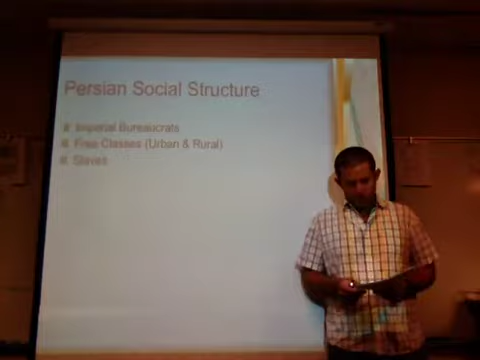 Persian Social Structure
Imperial Bureaucrats
Free Classes (Urban & Rural)
Slaves